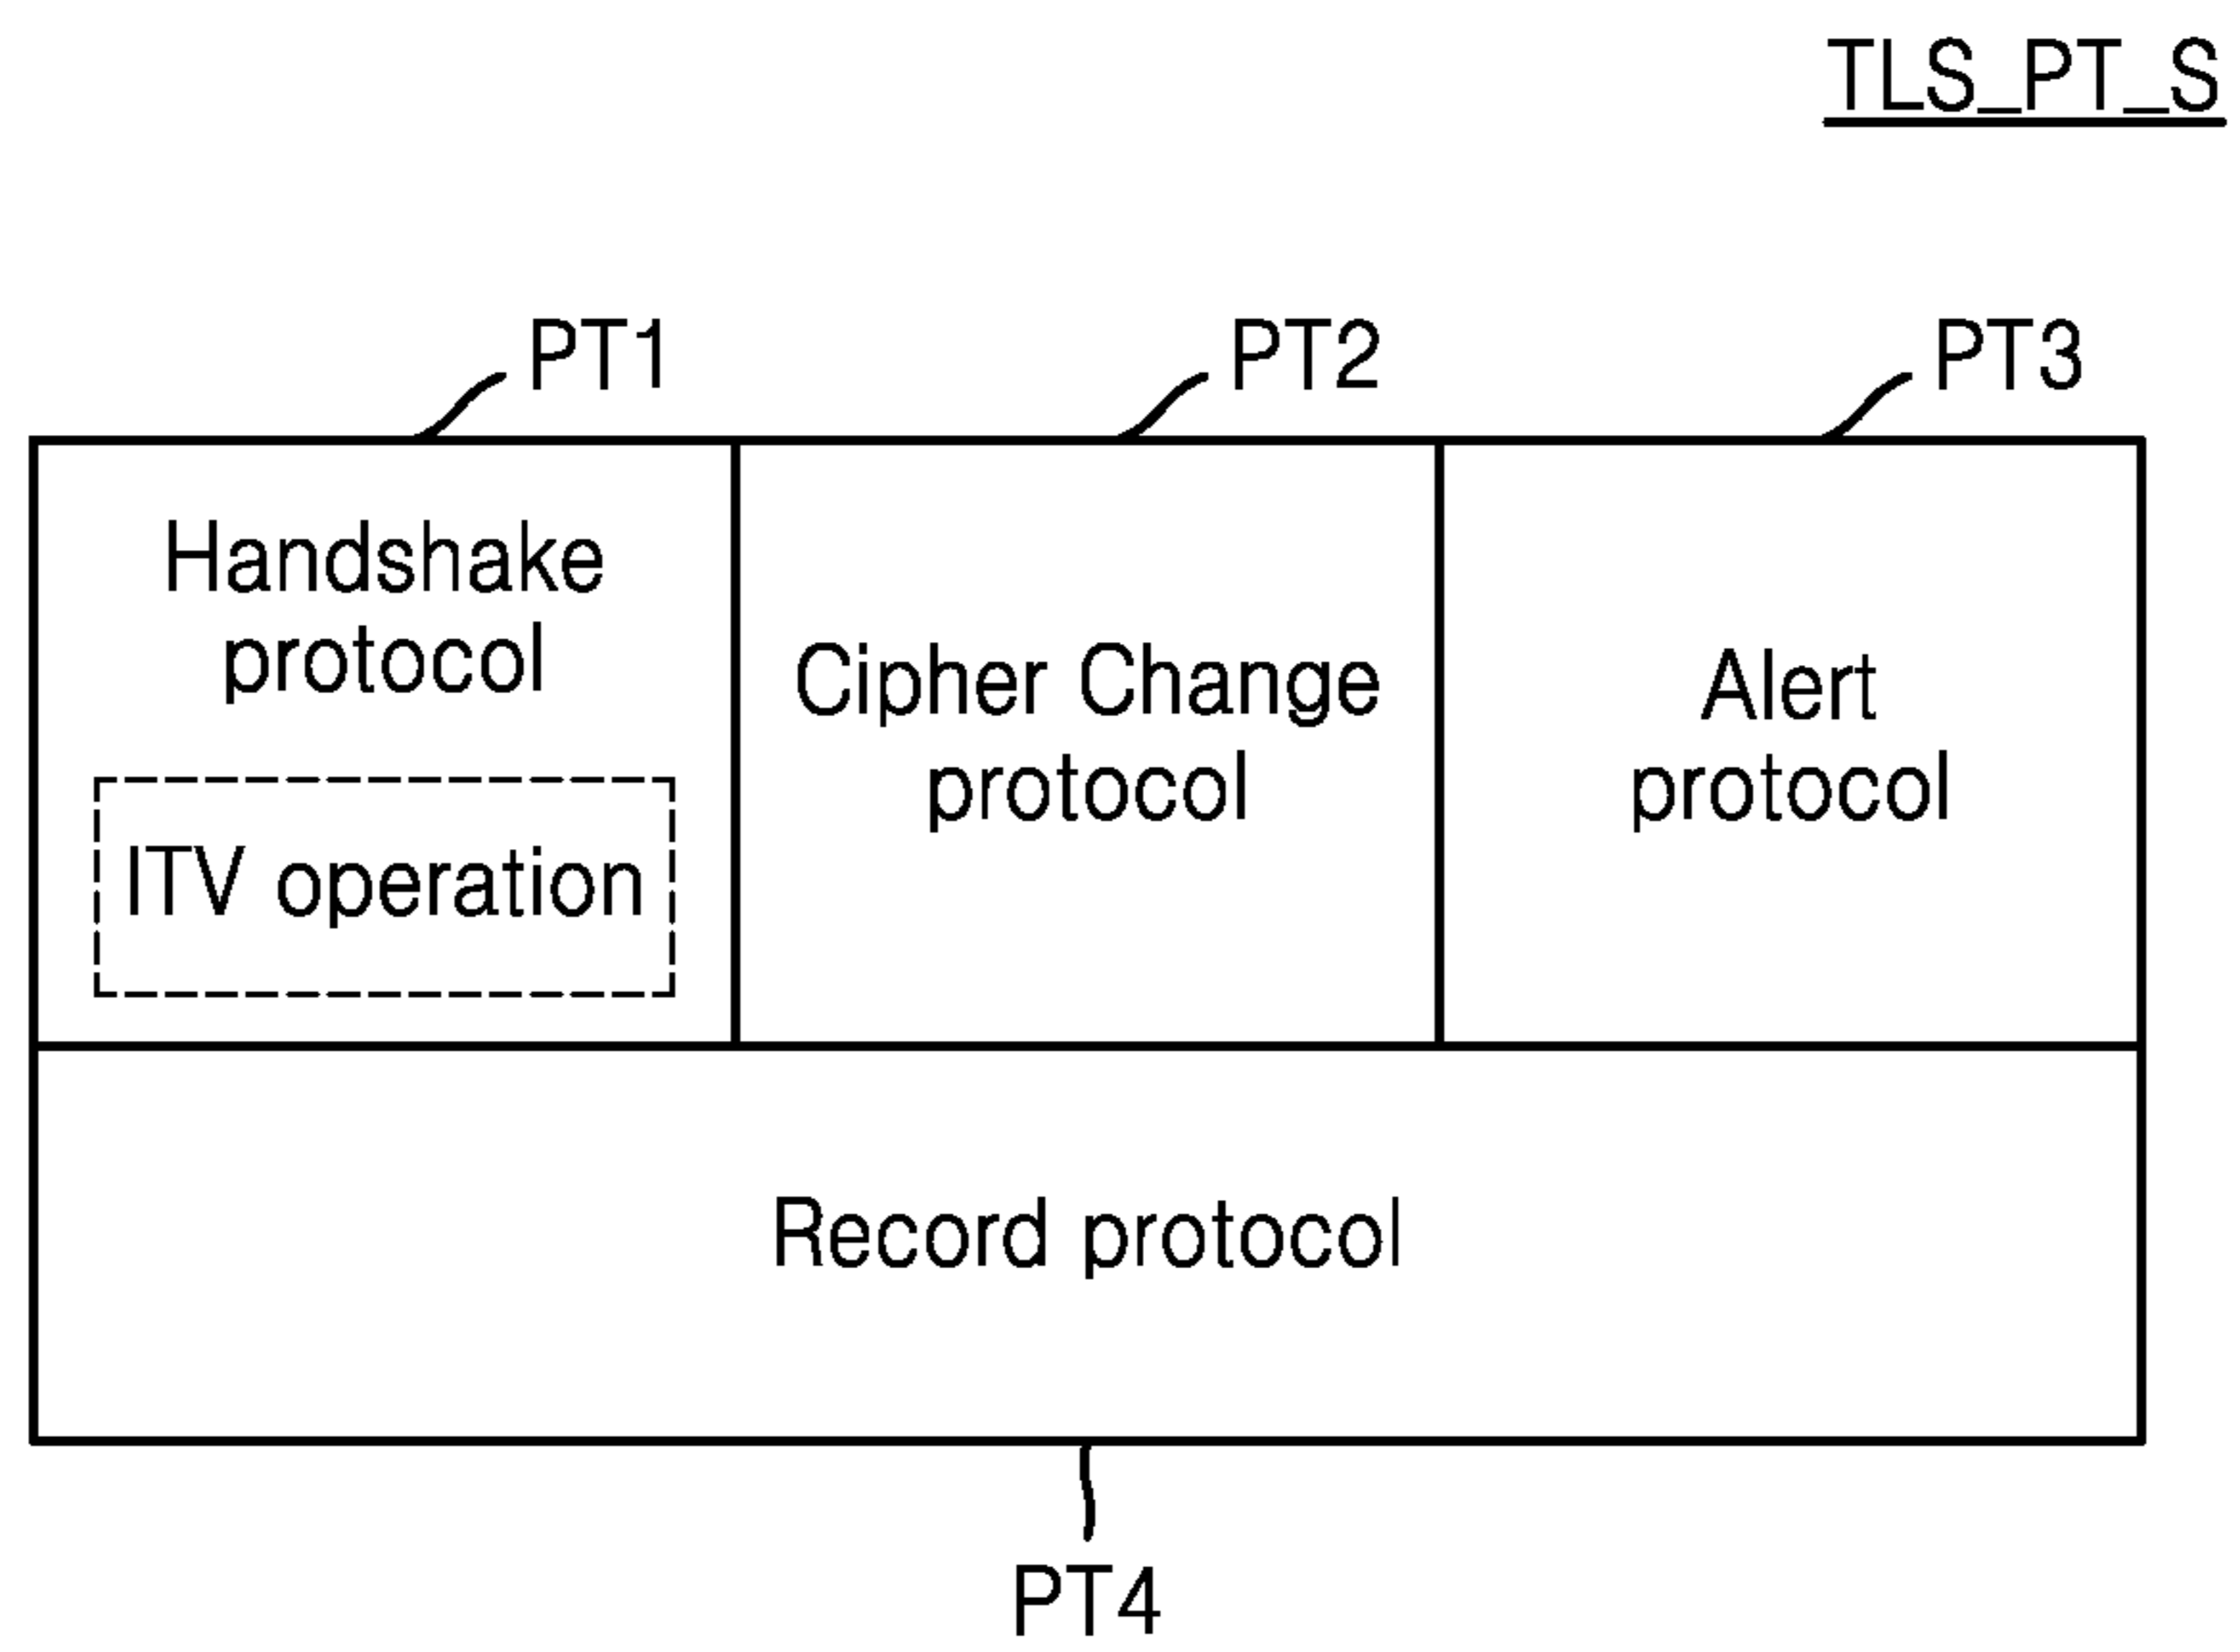 TLS_PT_S
PT1
PT2
PT3
Handshake
protocol
ITV operation
Cipher Change
protocol
Alert
protocol
Record protocol
PT4